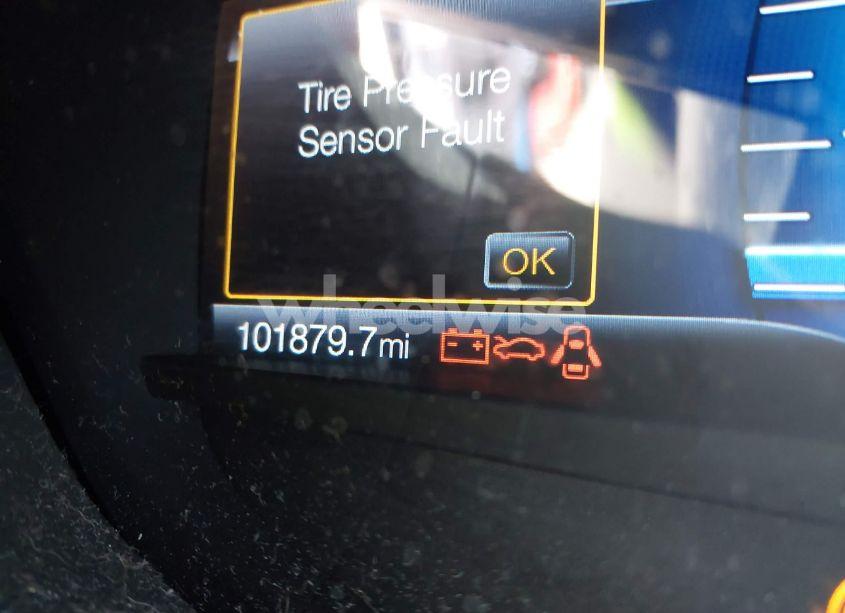 Tire Pressure
Sensor Fault
OK
wheelwise
101879.7mi